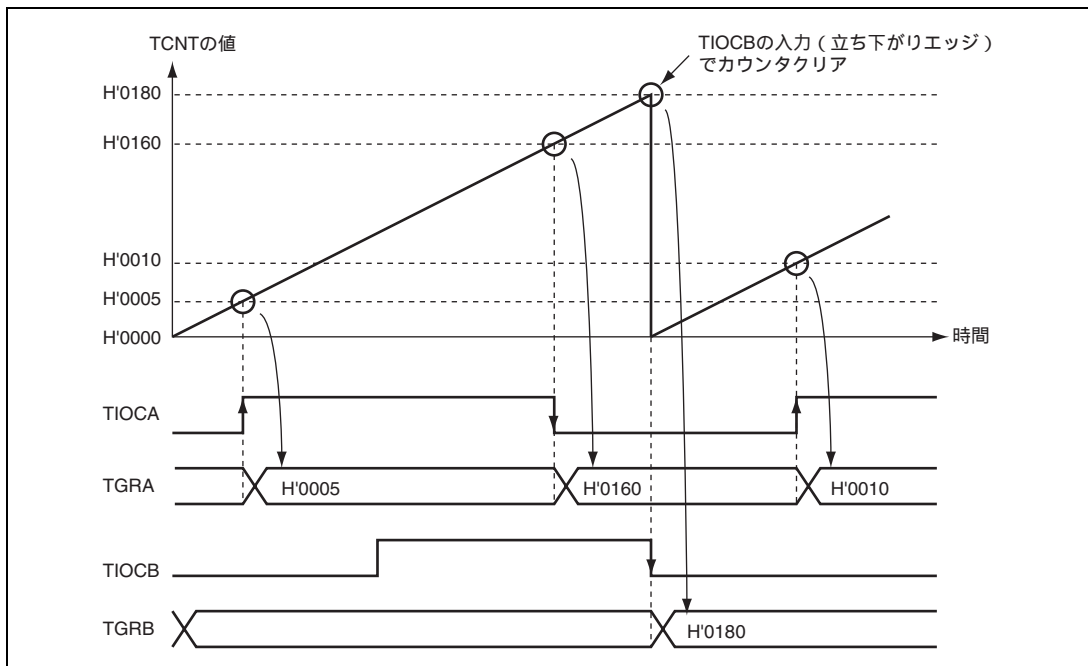 TCNTの値
TIOCBの入力（立ち下がりエッジ）
でカウンタクリア
H'0180
H'0160
H'0010
H'0005
H'0000
時間
TIOCA
TGRA
H'0005
H'0160
H'0010
TIOCB
TGRB
H'0180